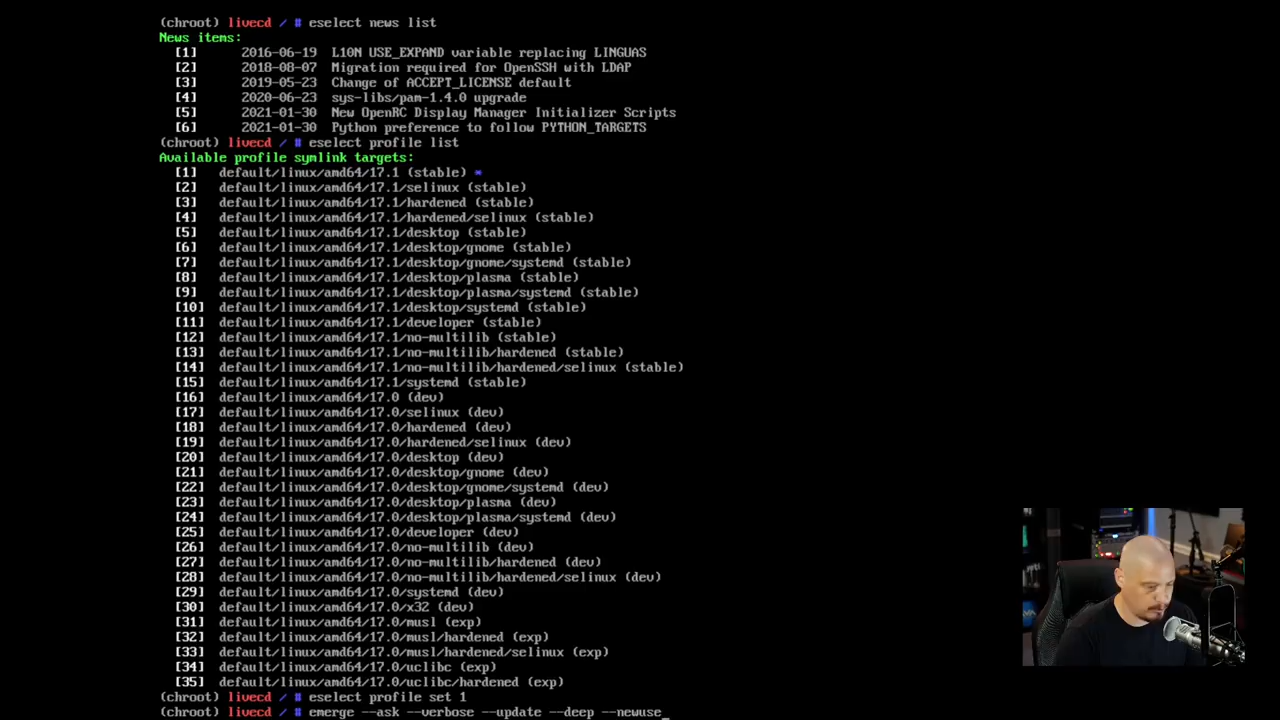 (chroot) livecd / # eselect news list
News items:
[1] 2016-06-19 L10N USE_EXPAND variable replacing LINGUAS
[2] 2018-08-07 Migration required for OpenSSH with LDAP
[3] 2019-05-23 Change of ACCEPT_LICENSE default
[4] 2020-06-23 sys-libs/pam-1.4.0 upgrade
[5] 2021-01-30 New OpenRC Display Manager Initializer Scripts
[6] 2021-01-30 Python preference to follow PYTHON_TARGETS
(chroot) livecd / # eselect profile list
Available profile symlink targets:
[1] default/linux/amd64/17.1 (stable) *
[2] default/linux/amd64/17.1/selinux (stable)
[3] default/linux/amd64/17.1/hardened (stable)
[4] default/linux/amd64/17.1/hardened/selinux (stable)
[5] default/linux/amd64/17.1/desktop (stable)
[6] default/linux/amd64/17.1/desktop/gnome (stable)
[7] default/linux/amd64/17.1/desktop/gnome/systemd (stable)
[8] default/linux/amd64/17.1/desktop/plasma (stable)
[9] default/linux/amd64/17.1/desktop/plasma/systemd (stable)
[10] default/linux/amd64/17.1/desktop/systemd (stable)
[11] default/linux/amd64/17.1/developer (stable)
[12] default/linux/amd64/17.1/no-multilib (stable)
[13] default/linux/amd64/17.1/no-multilib/hardened (stable)
[14] default/linux/amd64/17.1/no-multilib/hardened/selinux (stable)
[15] default/linux/amd64/17.1/systemd (stable)
[16] default/linux/amd64/17.0 (dev)
[17] default/linux/amd64/17.0/selinux (dev)
[18] default/linux/amd64/17.0/hardened (dev)
[19] default/linux/amd64/17.0/hardened/selinux (dev)
[20] default/linux/amd64/17.0/desktop (dev)
[21] default/linux/amd64/17.0/desktop/gnome (dev)
[22] default/linux/amd64/17.0/desktop/gnome/systemd (dev)
[23] default/linux/amd64/17.0/desktop/plasma (dev)
[24] default/linux/amd64/17.0/desktop/plasma/systemd (dev)
[25] default/linux/amd64/17.0/developer (dev)
[26] default/linux/amd64/17.0/no-multilib (dev)
[27] default/linux/amd64/17.0/no-multilib/hardened (dev)
[28] default/linux/amd64/17.0/no-multilib/hardened/selinux (dev)
[29] default/linux/amd64/17.0/systemd (dev)
[30] default/linux/amd64/17.0/x32 (dev)
[31] default/linux/amd64/17.0/musl (exp)
[32] default/linux/amd64/17.0/musl/hardened (exp)
[33] default/linux/amd64/17.0/musl/hardened/selinux (exp)
[34] default/linux/amd64/17.0/uclibc (exp)
[35] default/linux/amd64/17.0/uclibc/hardened (exp)
(chroot) livecd / # eselect profile set 1
(chroot) livecd / # emerge --ask --verbose --update --deep --newuse_